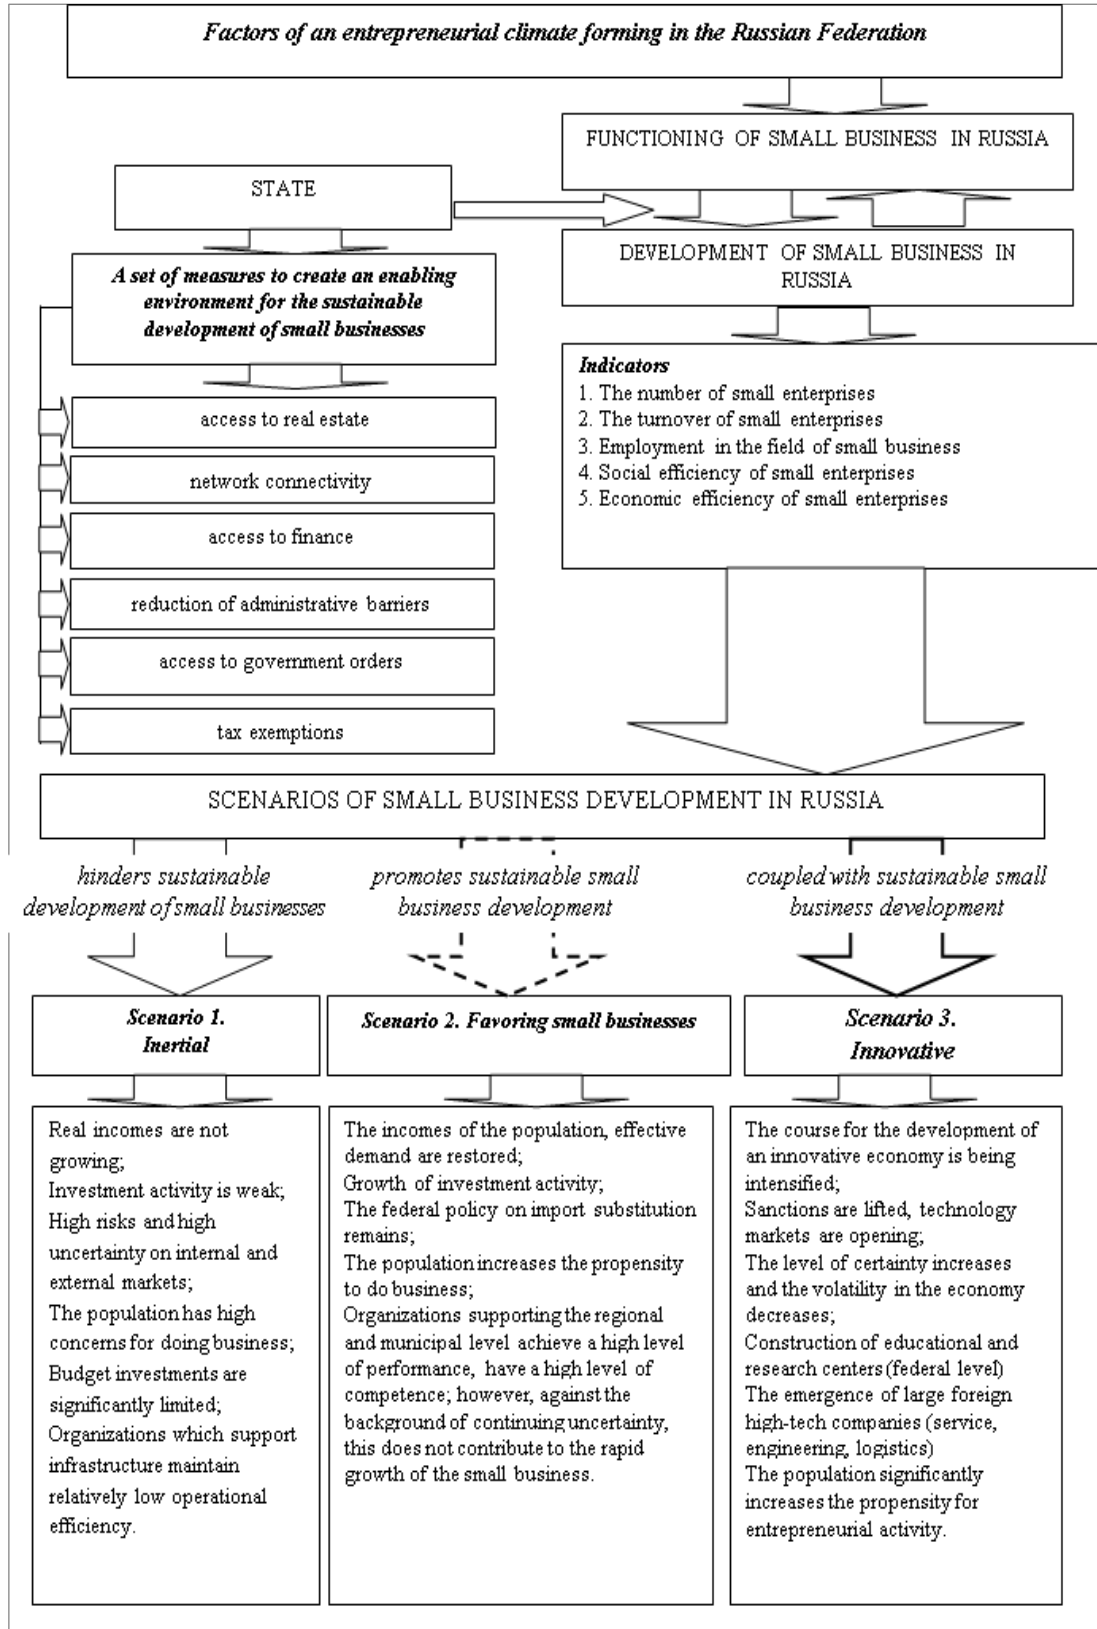 Factors of an entrepreneurial climate forming in the Russian Federation
FUNCTIONING OF SMALL BUSINESS IN RUSSIA
STATE
DEVELOPMENT OF SMALL BUSINESS IN
RUSSIA
A set of measures to create an enabling
environment for the sustainable
development of small businesses
Indicators
1. The number of small enterprises
2. The turnover of small enterprises
3. Employment in the field of small business
4. Social efficiency of small enterprises
5. Economic efficiency of small enterprises
access to real estate
network connectivity
access to finance
reduction of administrative barriers
access to government orders
tax exemptions
SCENARIOS OF SMALL BUSINESS DEVELOPMENT IN RUSSIA
hinders sustainable
development of small businesses
promotes sustainable small
business development
coupled with sustainable small
business development
Scenario 1.
Inertial
Scenario 2. Favoring small businesses
Scenario 3.
Innovative
Real incomes are not
growing;
Investment activity is weak;
High risks and high
uncertainty on internal and
external markets;
The population has high
concerns for doing business;
Budget investments are
significantly limited;
Organizations which support
infrastructure maintain
relatively low operational
efficiency.
The incomes of the population, effective
demand are restored;
Growth of investment activity;
The federal policy on import substitution
remains;
The population increases the propensity
to do business;
Organizations supporting the regional
and municipal level achieve a high level
of performance, have a high level of
competence; however, against the
background of continuing uncertainty,
this does not contribute to the rapid
growth of the small business.
The course for the development of
an innovative economy is being
intensified;
Sanctions are lifted, technology
markets are opening;
The level of certainty increases
and the volatility in the economy
decreases;
Construction of educational and
research centers (federal level)
The emergence of large foreign
high-tech companies (service,
engineering, logistics)
The population significantly
increases the propensity for
entrepreneurial activity.